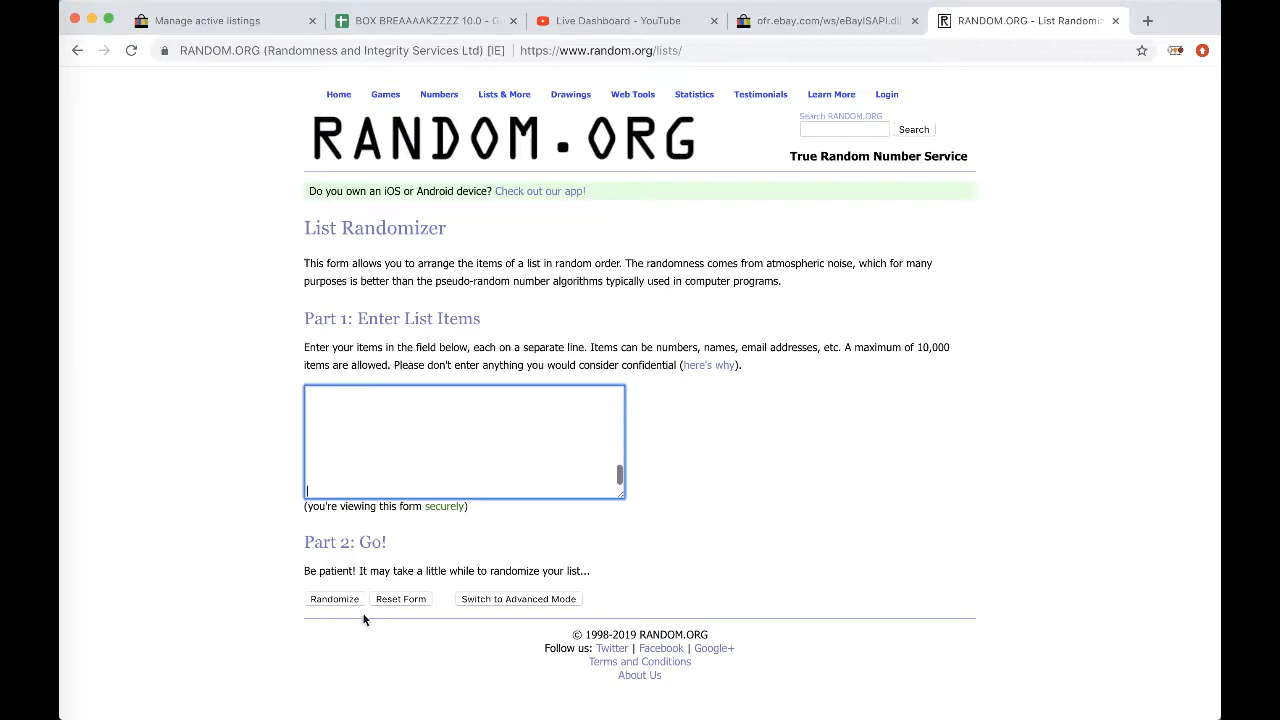 Manage active listings
BOX BREAAAAKZZZZ 10.0 - G
Live Dashboard - YouTube
ofr.ebay.com/ws/eBayISAPI.dll
RANDOM.ORG - List Randomiz
RANDOM.ORG (Randomness and Integrity Services Ltd) [IE] https://www.random.org/lists/
Home Games Numbers Lists & More Drawings Web Tools Statistics Testimonials Learn More Login
RANDOM.ORG
Search RANDOM.ORG
Search
True Random Number Service
Do you own an iOS or Android device? Check out our app!
List Randomizer
This form allows you to arrange the items of a list in random order. The randomness comes from atmospheric noise, which for many
purposes is better than the pseudo-random number algorithms typically used in computer programs.
Part 1: Enter List Items
Enter your items in the field below, each on a separate line. Items can be numbers, names, email addresses, etc. A maximum of 10,000
items are allowed. Please don't enter anything you would consider confidential (here's why).
(you're viewing this form securely)
Part 2: Go!
Be patient! It may take a little while to randomize your list...
Randomize Reset Form Switch to Advanced Mode
© 1998-2019 RANDOM.ORG
Follow us: Twitter | Facebook | Google+
Terms and Conditions
About Us